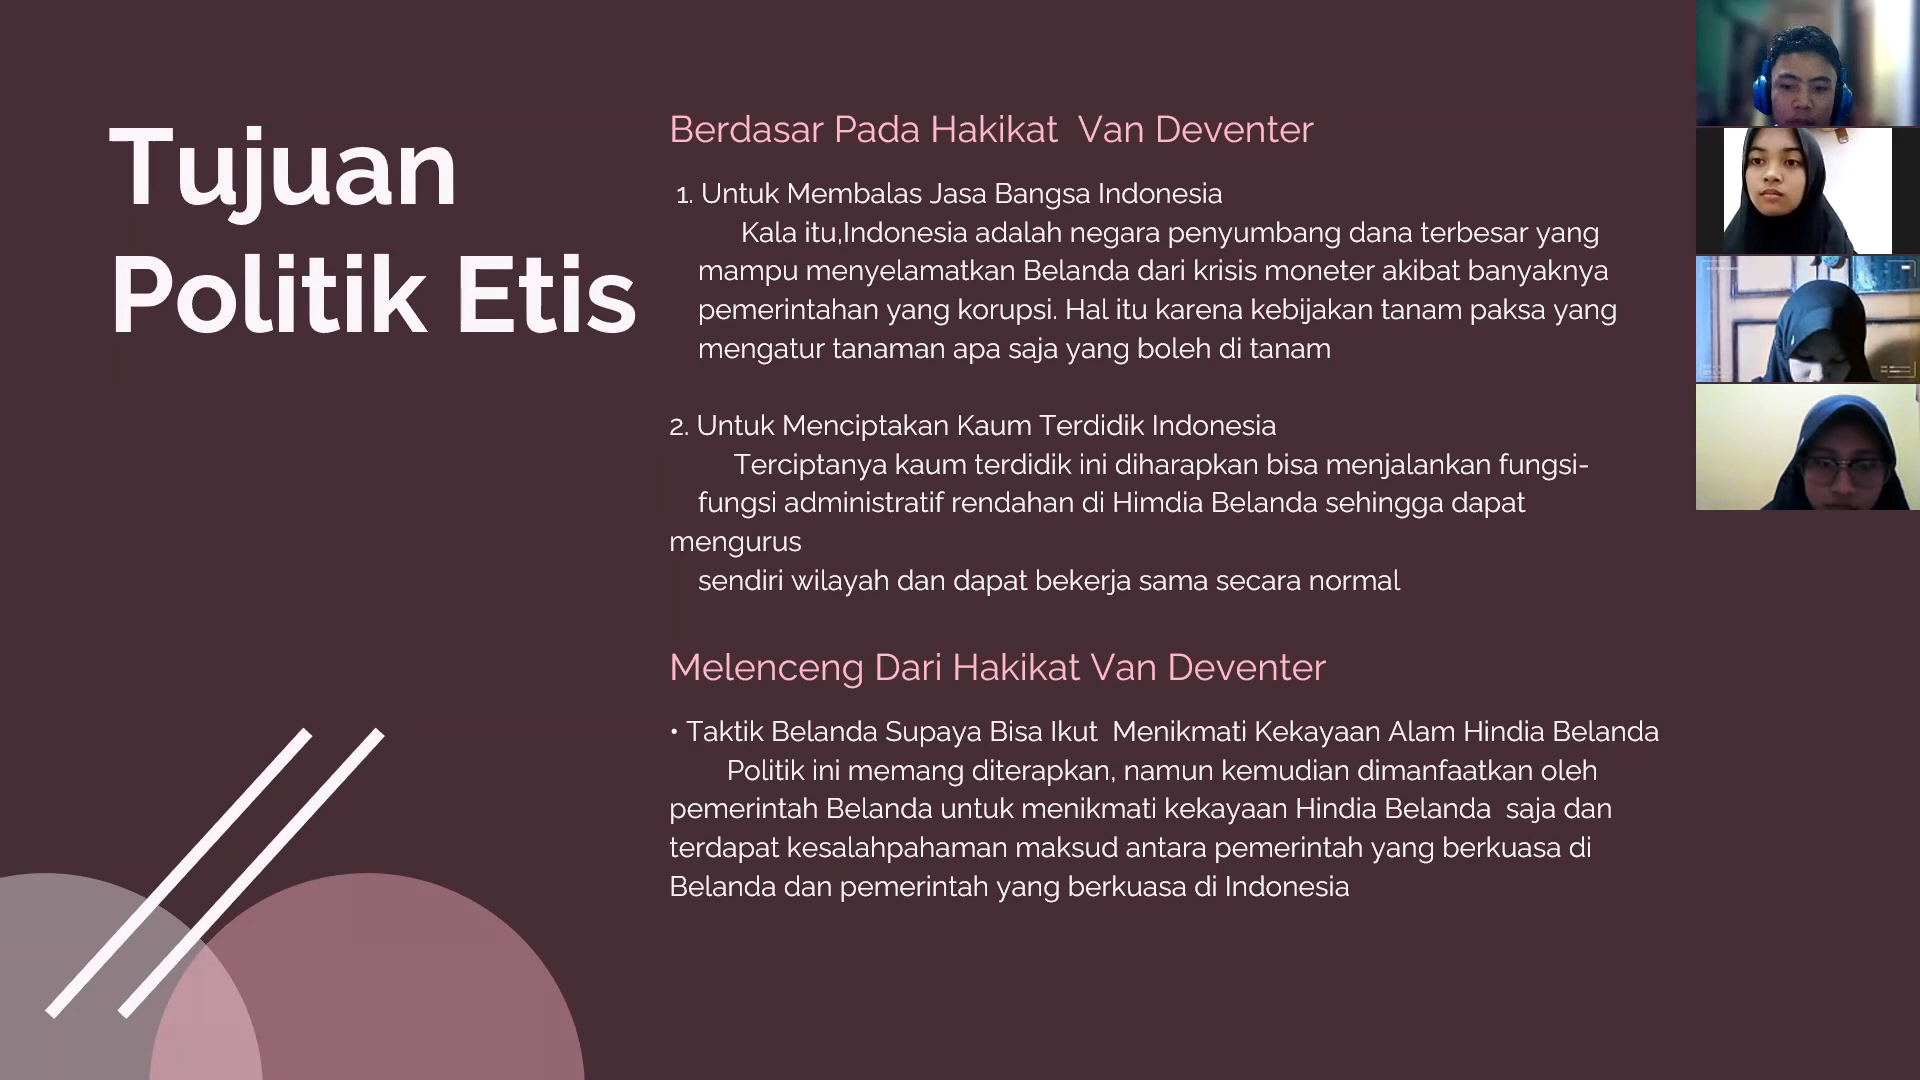 Tujuan
Politik Etis
Berdasar Pada Hakikat  Van Deventer
1. Untuk Membalas Jasa Bangsa Indonesia
Kala itu,Indonesia adalah negara penyumbang dana terbesar yang
mampu menyelamatkan Belanda dari krisis moneter akibat banyaknya
pemerintahan yang korupsi. Hal itu karena kebijakan tanam paksa yang
mengatur tanaman apa saja yang boleh di tanam
2. Untuk Menciptakan Kaum Terdidik Indonesia
Terciptanya kaum terdidik ini diharapkan bisa menjalankan fungsi-
fungsi administratif rendahan di Himdia Belanda sehingga dapat
mengurus
sendiri wilayah dan dapat bekerja sama secara normal
Melenceng Dari Hakikat Van Deventer
• Taktik Belanda Supaya Bisa Ikut  Menikmati Kekayaan Alam Hindia Belanda
Politik ini memang diterapkan, namun kemudian dimanfaatkan oleh
pemerintah Belanda untuk menikmati kekayaan Hindia Belanda  saja dan
terdapat kesalahpahaman maksud antara pemerintah yang berkuasa di
Belanda dan pemerintah yang berkuasa di Indonesia